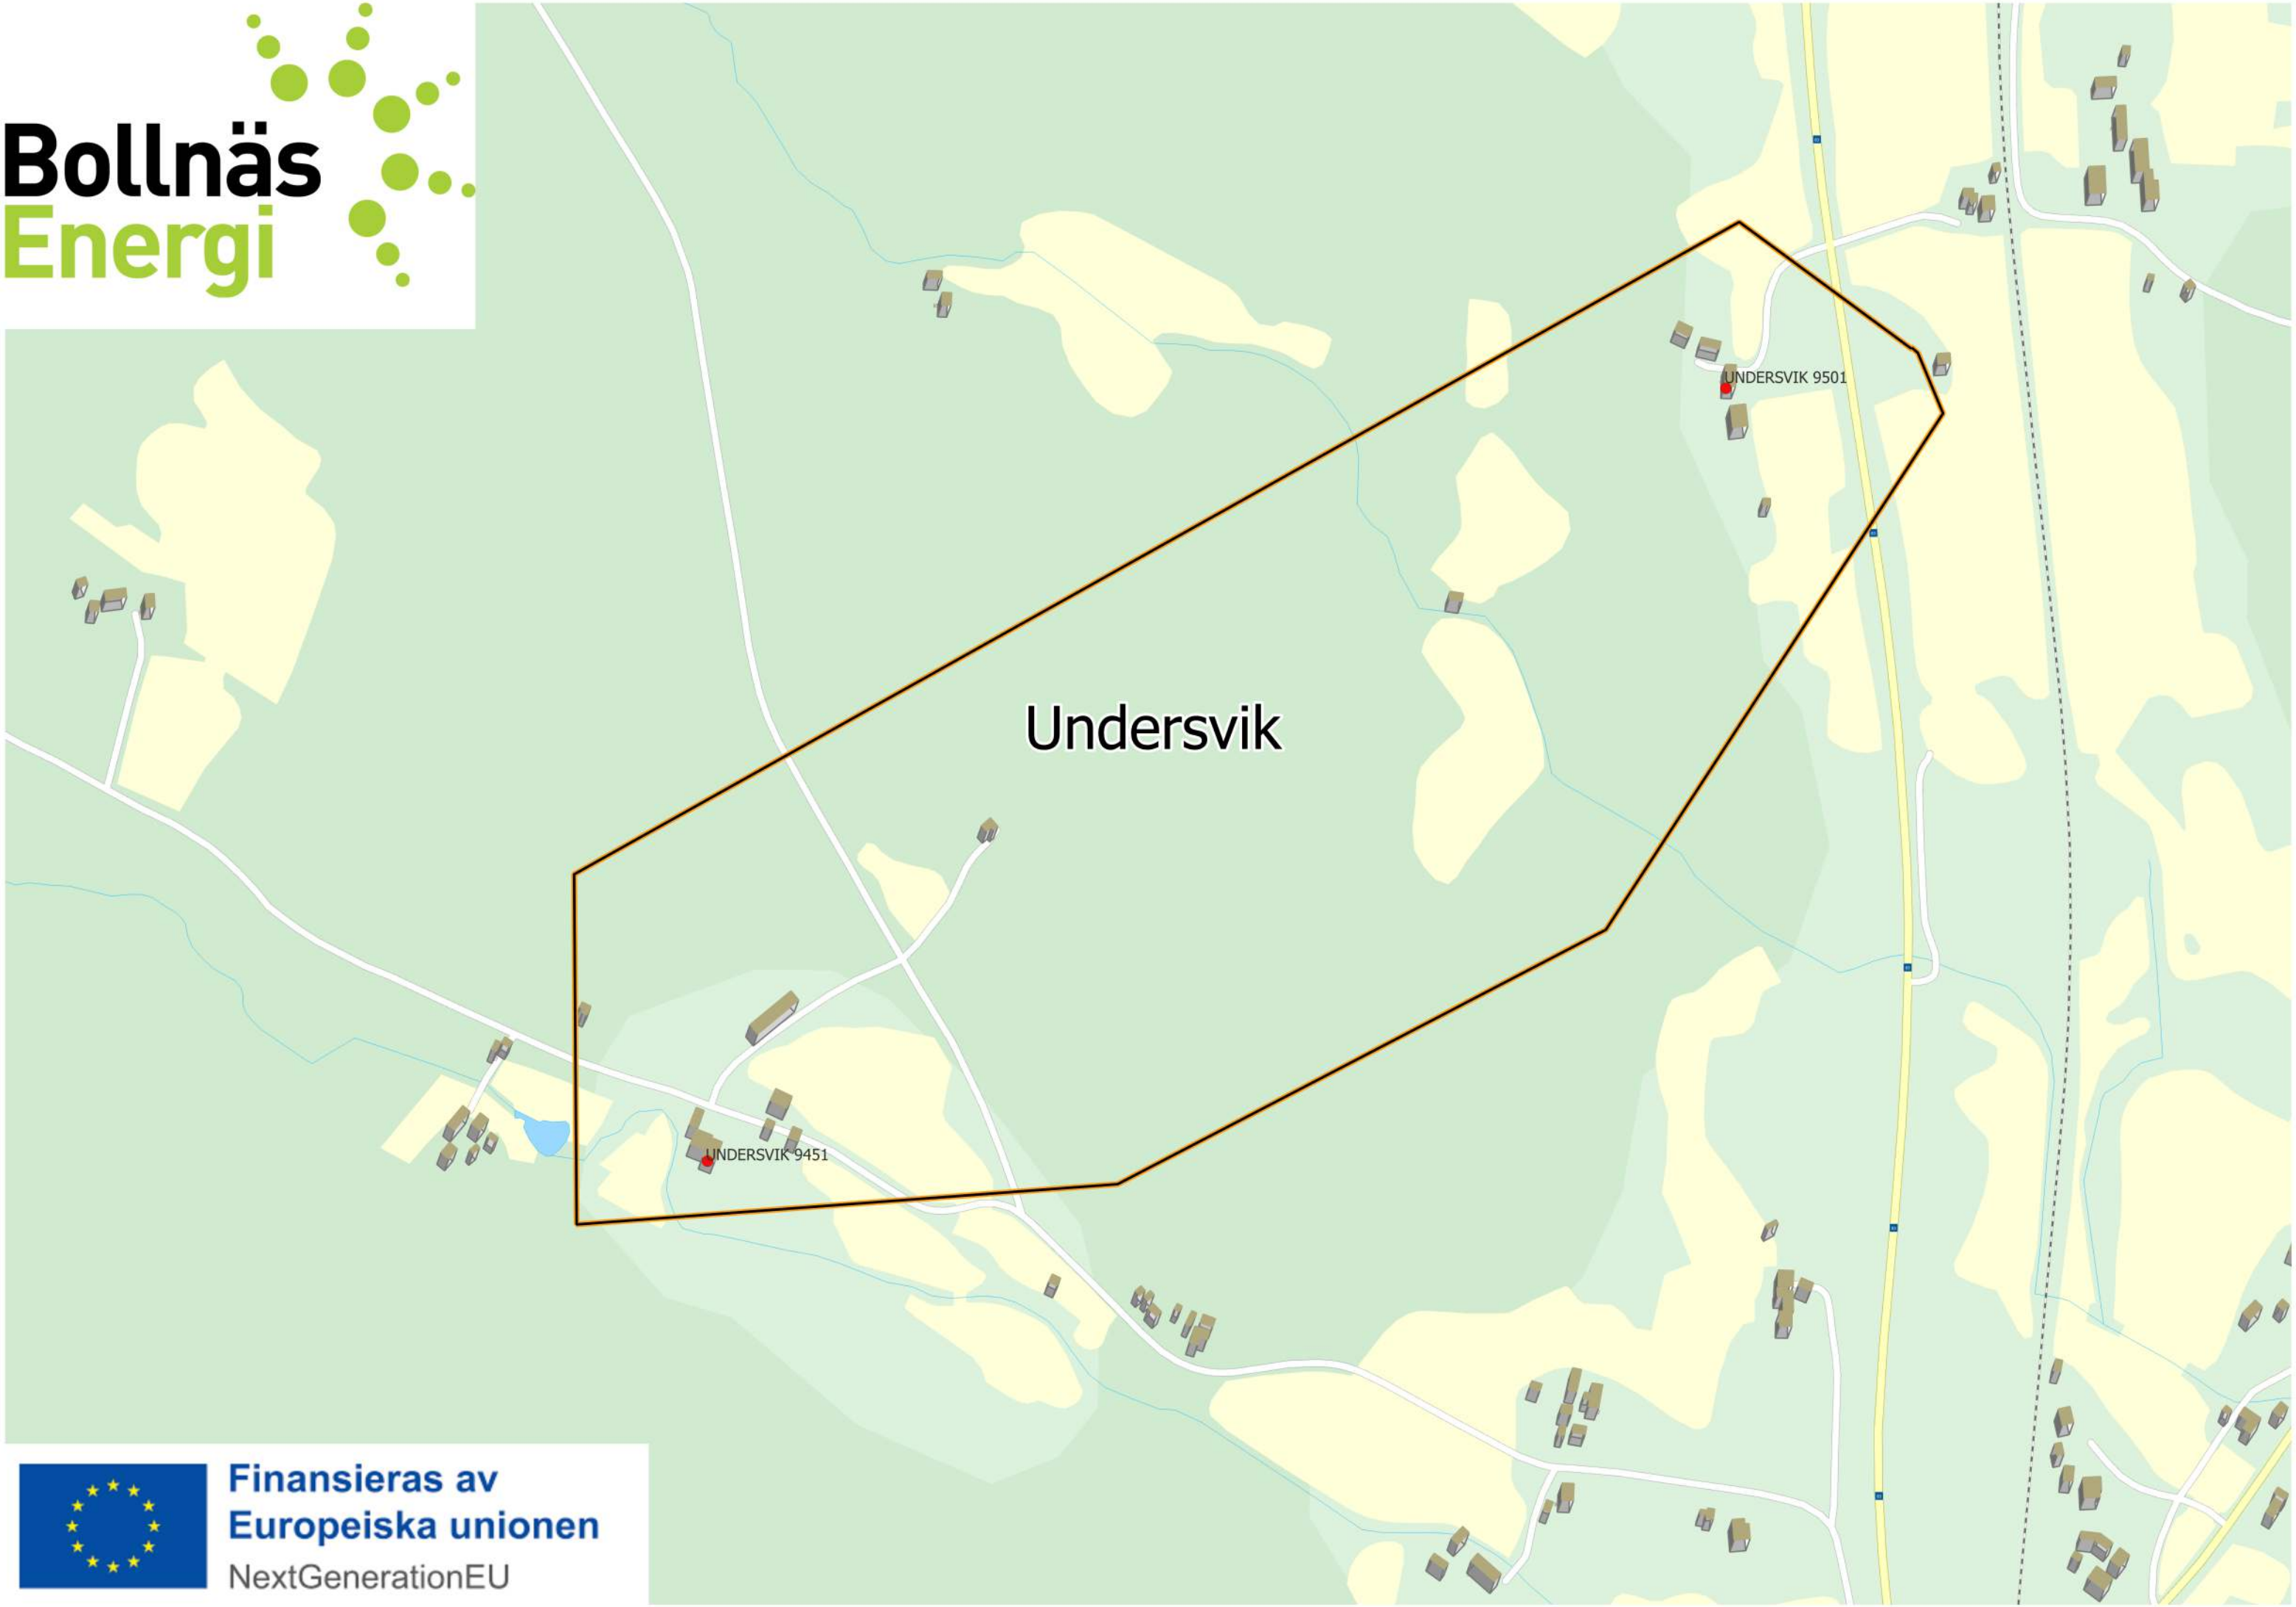 Bollnäs
Energi
UNDERSVIK 9501
Undersvik
UNDERSVIK 9451
Finansieras av
Europeiska unionen
NextGenerationEU